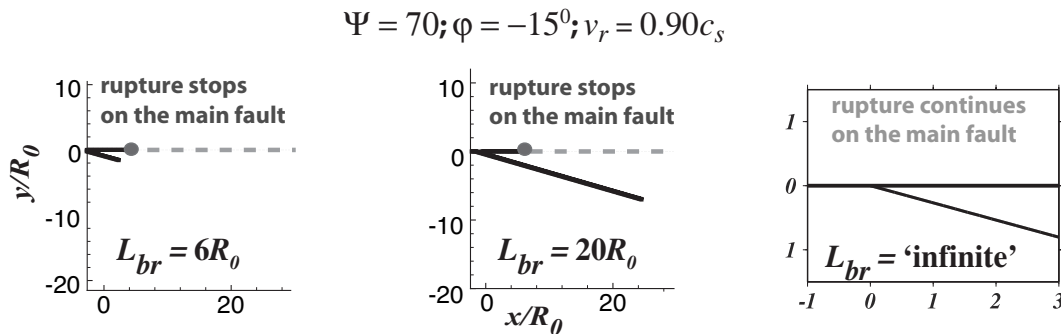 Ψ = 70; φ = −15⁰; v_r = 0.90c_s
rupture stops
on the main fault
10
0
-10
-20
y/R_0
L_br = 6R_0
0
20
rupture stops
on the main fault
10
0
-10
-20
L_br = 20R_0
0
20
x/R_0
rupture continues
on the main fault
1
0
1
L_br = ‘infinite’
-1
0
1
2
3